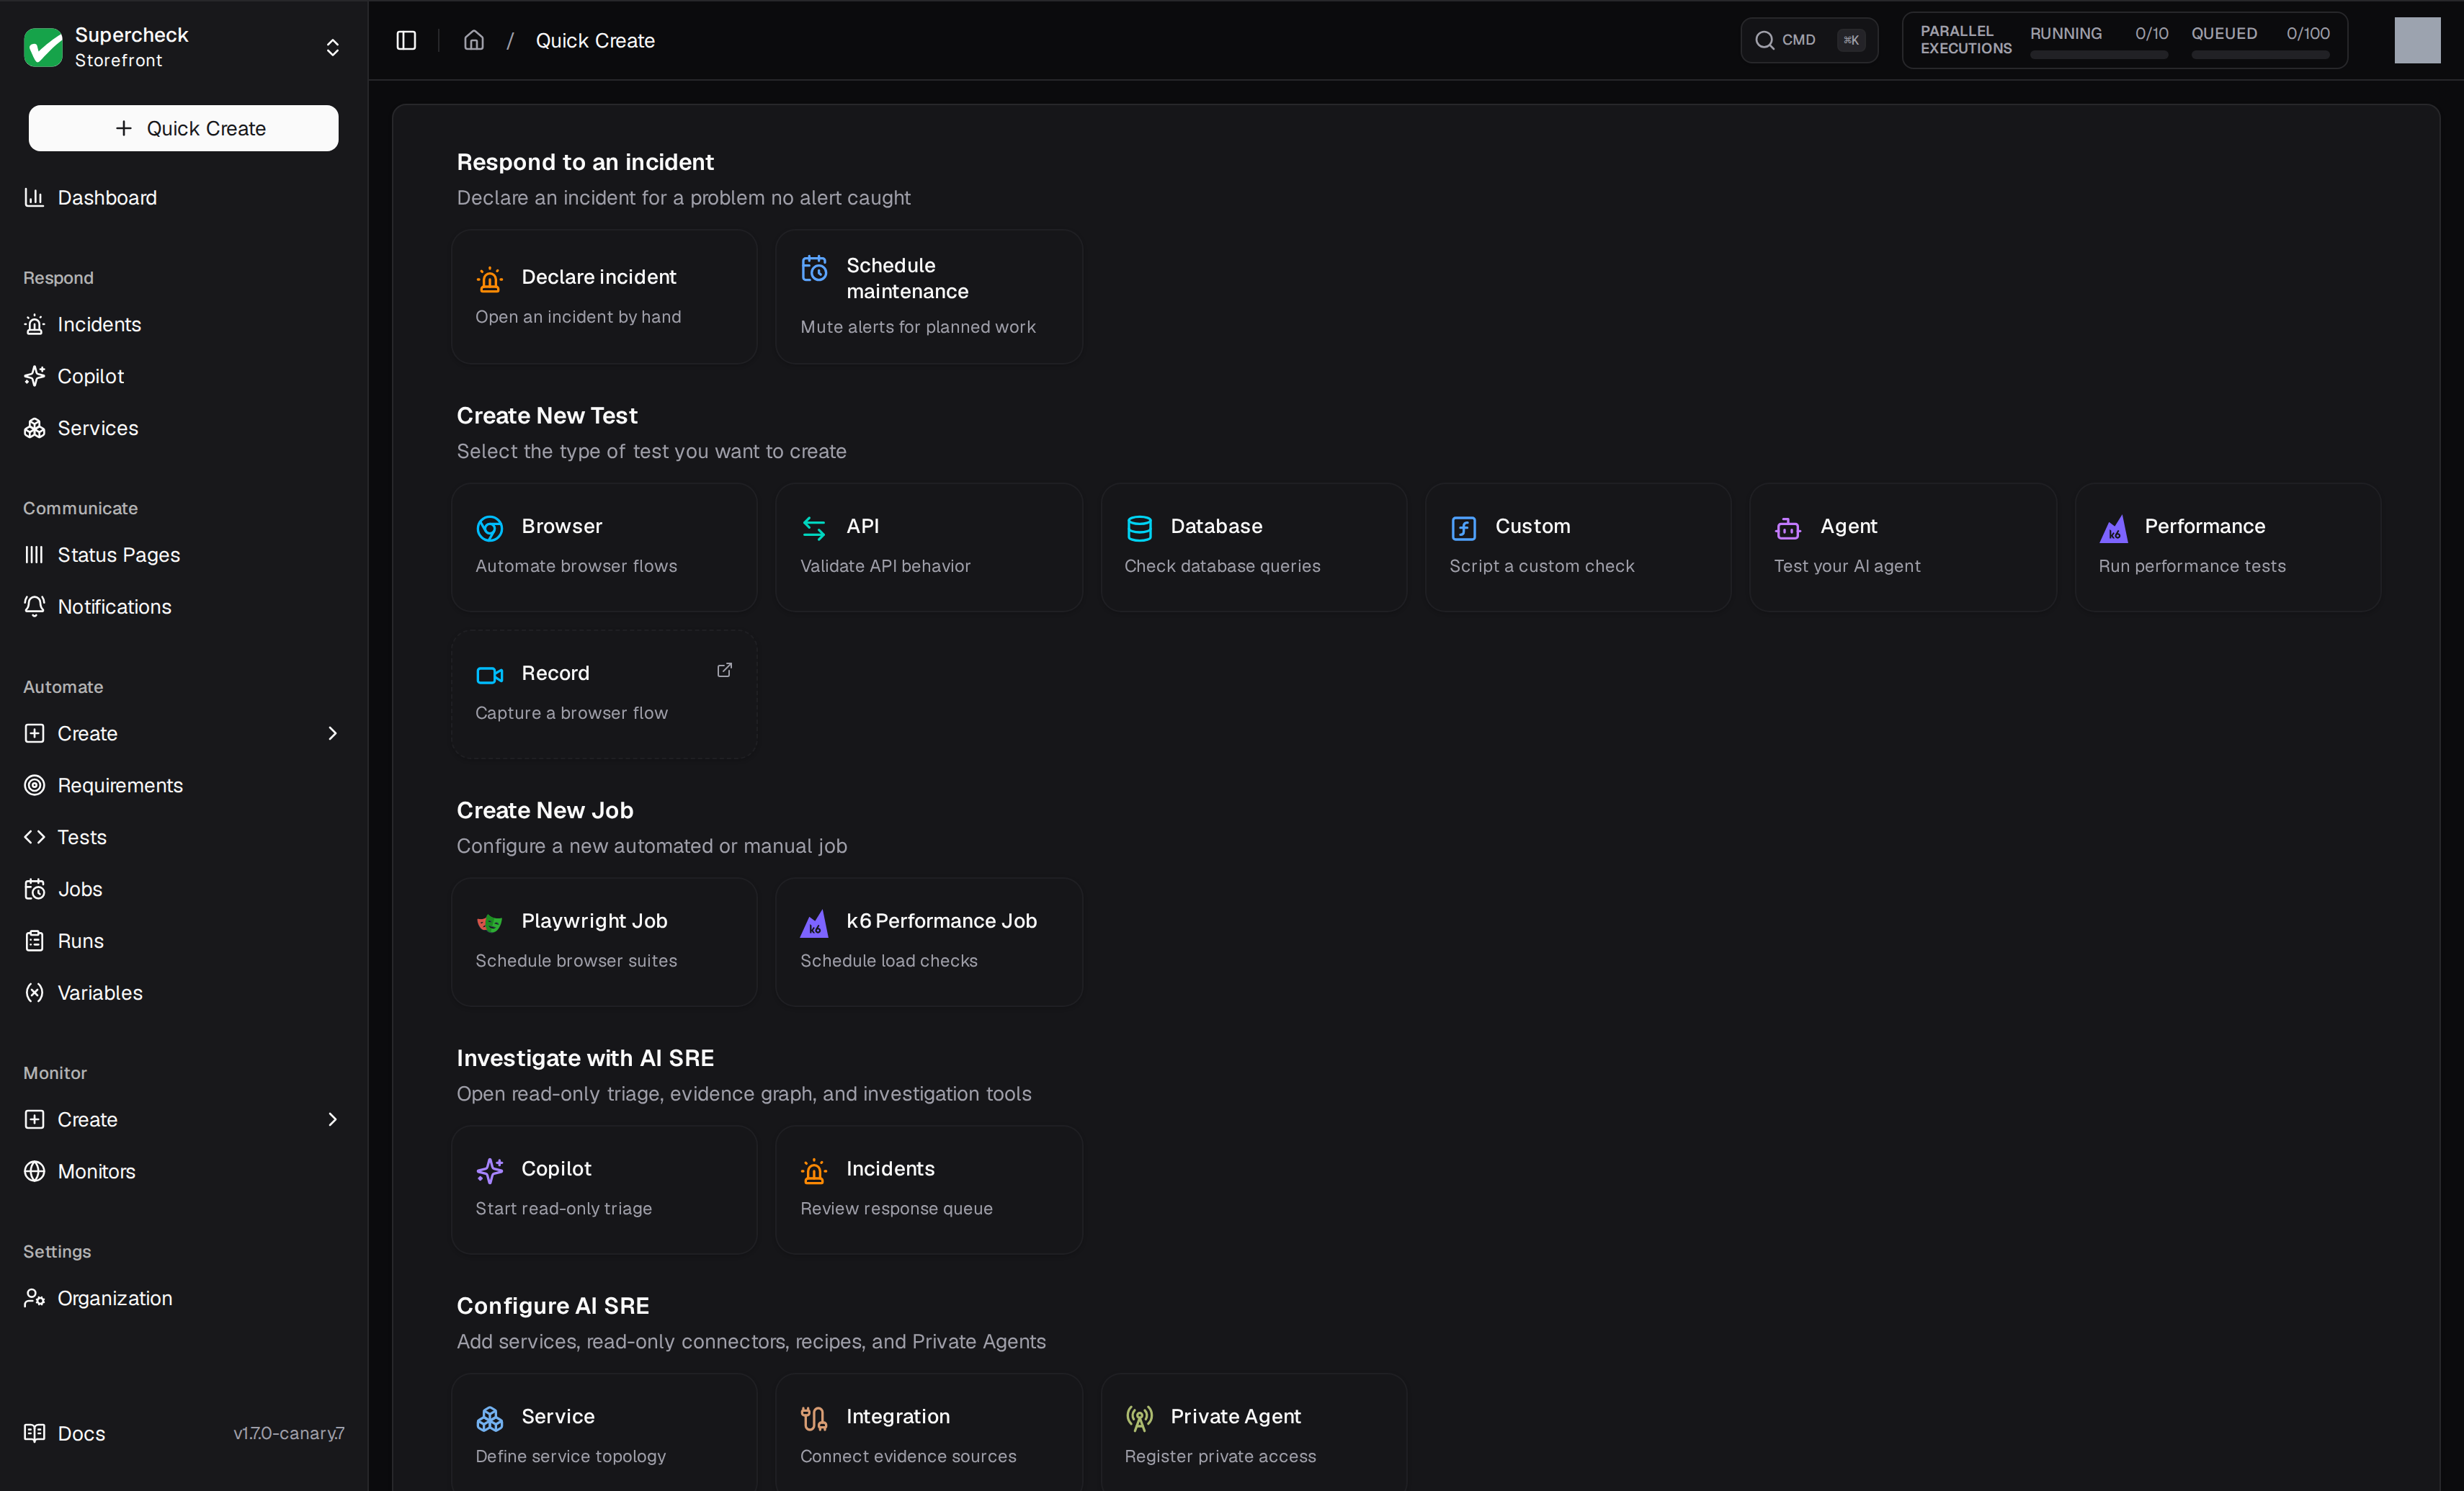 Supercheck
Storefront
Quick Create
Dashboard
Respond
Incidents
Copilot
Services
Communicate
Status Pages
Notifications
Automate
Create
Requirements
Tests
Jobs
Runs
Variables
Monitor
Create
Monitors
Settings
Organization
Docs v1.7.0-canary.7
/ Quick Create
CMD ⌘K
PARALLEL EXECUTIONS
RUNNING 0/10
QUEUED 0/100
Respond to an incident
Declare an incident for a problem no alert caught
Declare incident
Open an incident by hand
Schedule
maintenance
Mute alerts for planned work
Create New Test
Select the type of test you want to create
Browser
Automate browser flows
API
Validate API behavior
Database
Check database queries
Custom
Script a custom check
Agent
Test your AI agent
k6 Performance
Run performance tests
Record
Capture a browser flow
Create New Job
Configure a new automated or manual job
Playwright Job
Schedule browser suites
k6 k6 Performance Job
Schedule load checks
Investigate with AI SRE
Open read-only triage, evidence graph, and investigation tools
Copilot
Start read-only triage
Incidents
Review response queue
Configure AI SRE
Add services, read-only connectors, recipes, and Private Agents
Service
Define service topology
Integration
Connect evidence sources
Private Agent
Register private access